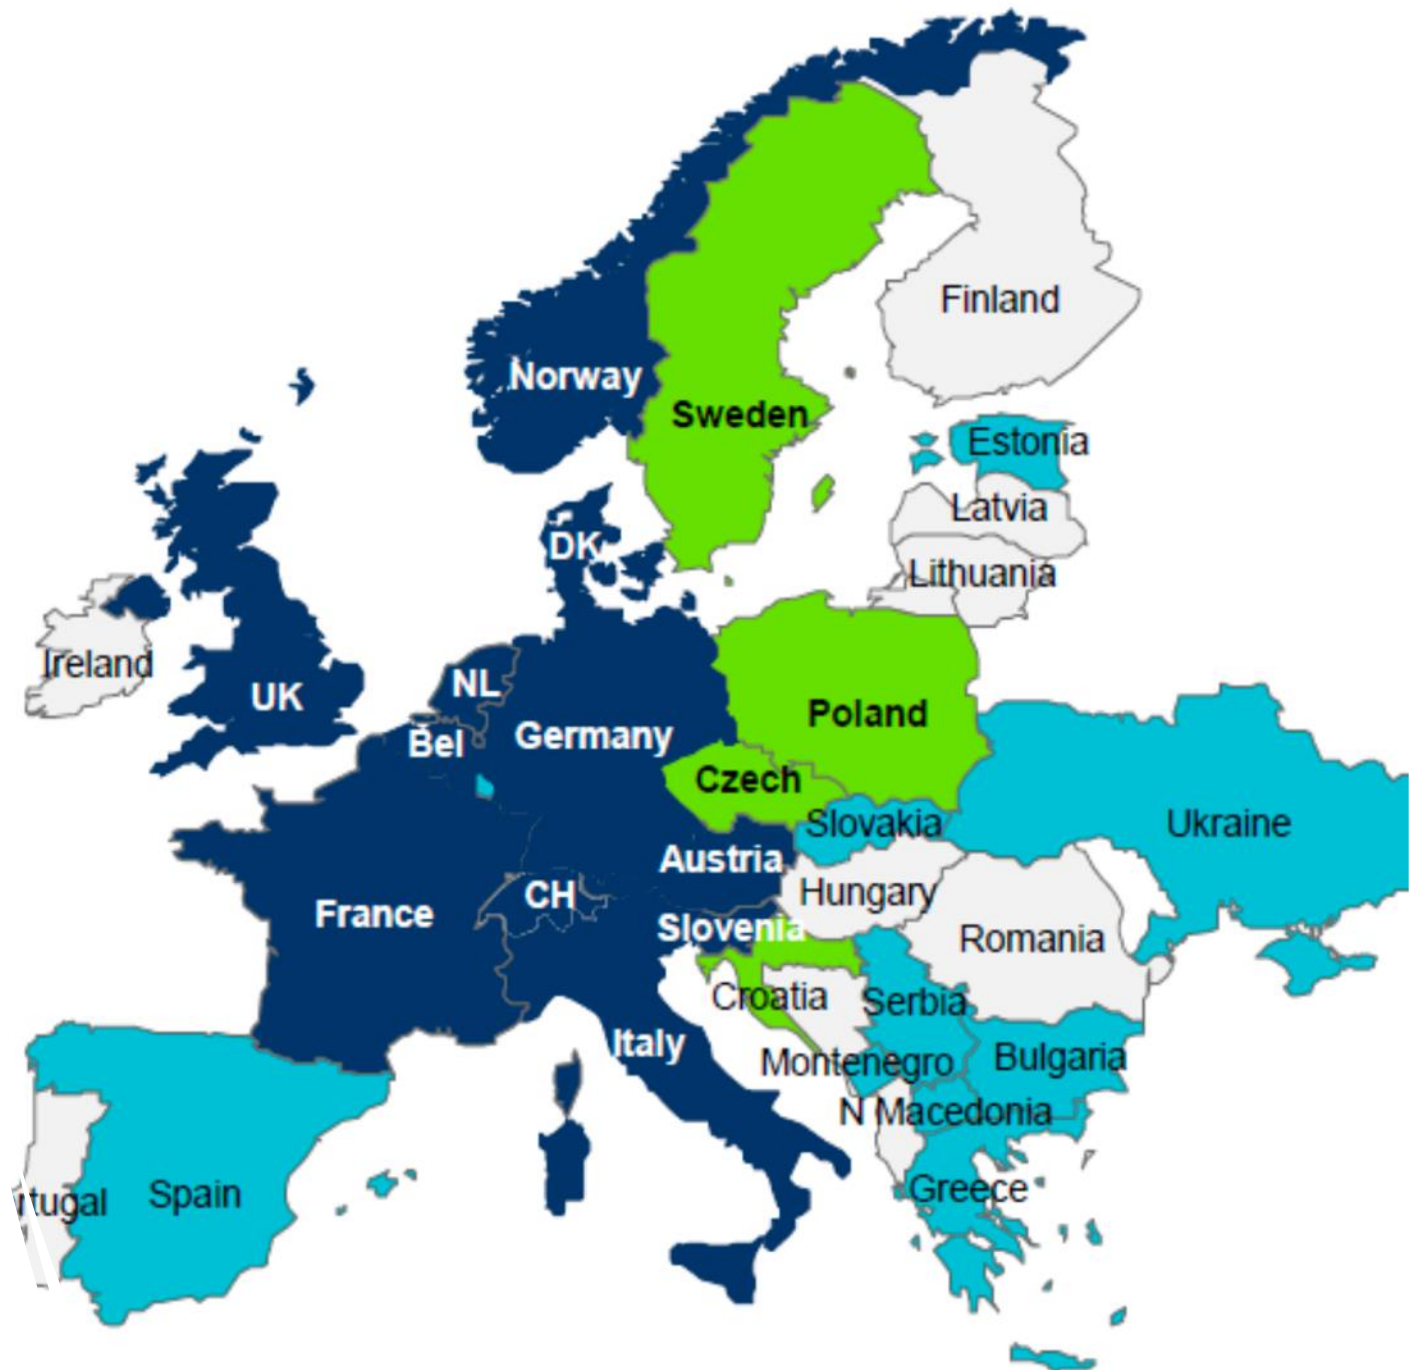 Finland
Norway
Sweden
Estonia
Latvia
DK
Lithuania
Ireland
NL
UK
Poland
Germany
Bel
Czech
Slovakia
Ukraine
Austria
CH
Hungary
France
Slovenia
Romania
Croatia
Serbia
Italy
Bulgaria
Montenegro
N Macedonia
Greece
Spain
rtugal